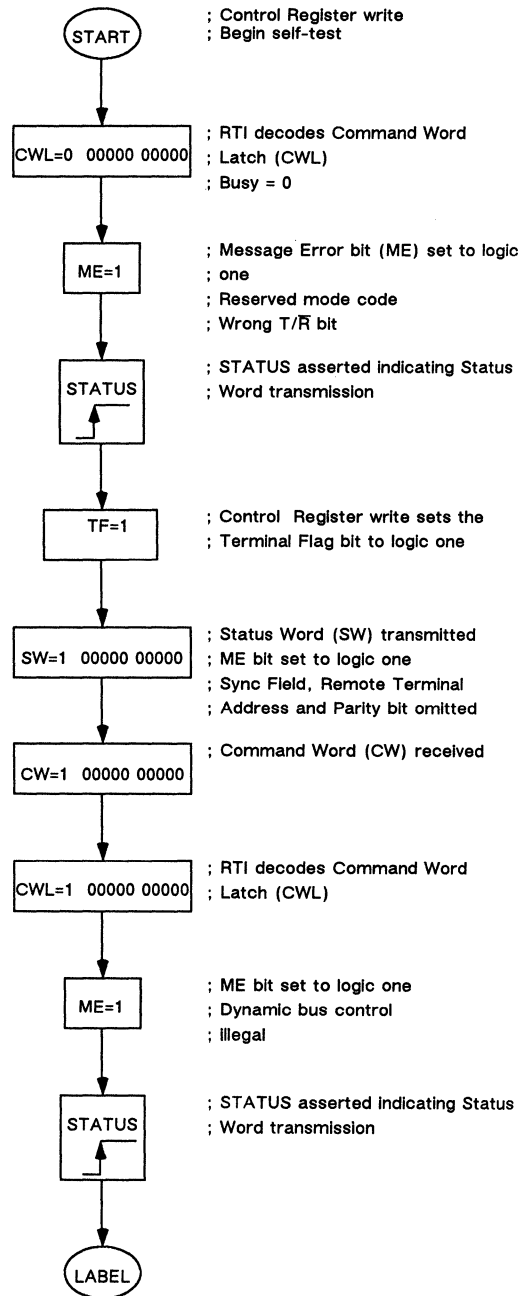 START
; Control Register write
; Begin self-test
CWL=0 00000 00000
; RTI decodes Command Word
; Latch (CWL)
; Busy = 0
ME=1
; Message Error bit (ME) set to logic
; one
; Reserved mode code
; Wrong T/R̅ bit
STATUS
; STATUS asserted indicating Status
; Word transmission
TF=1
; Control Register write sets the
; Terminal Flag bit to logic one
SW=1 00000 00000
; Status Word (SW) transmitted
; ME bit set to logic one
; Sync Field, Remote Terminal
; Address and Parity bit omitted
CW=1 00000 00000
; Command Word (CW) received
CWL=1 00000 00000
; RTI decodes Command Word
; Latch (CWL)
ME=1
; ME bit set to logic one
; Dynamic bus control
; illegal
STATUS
; STATUS asserted indicating Status
; Word transmission
LABEL